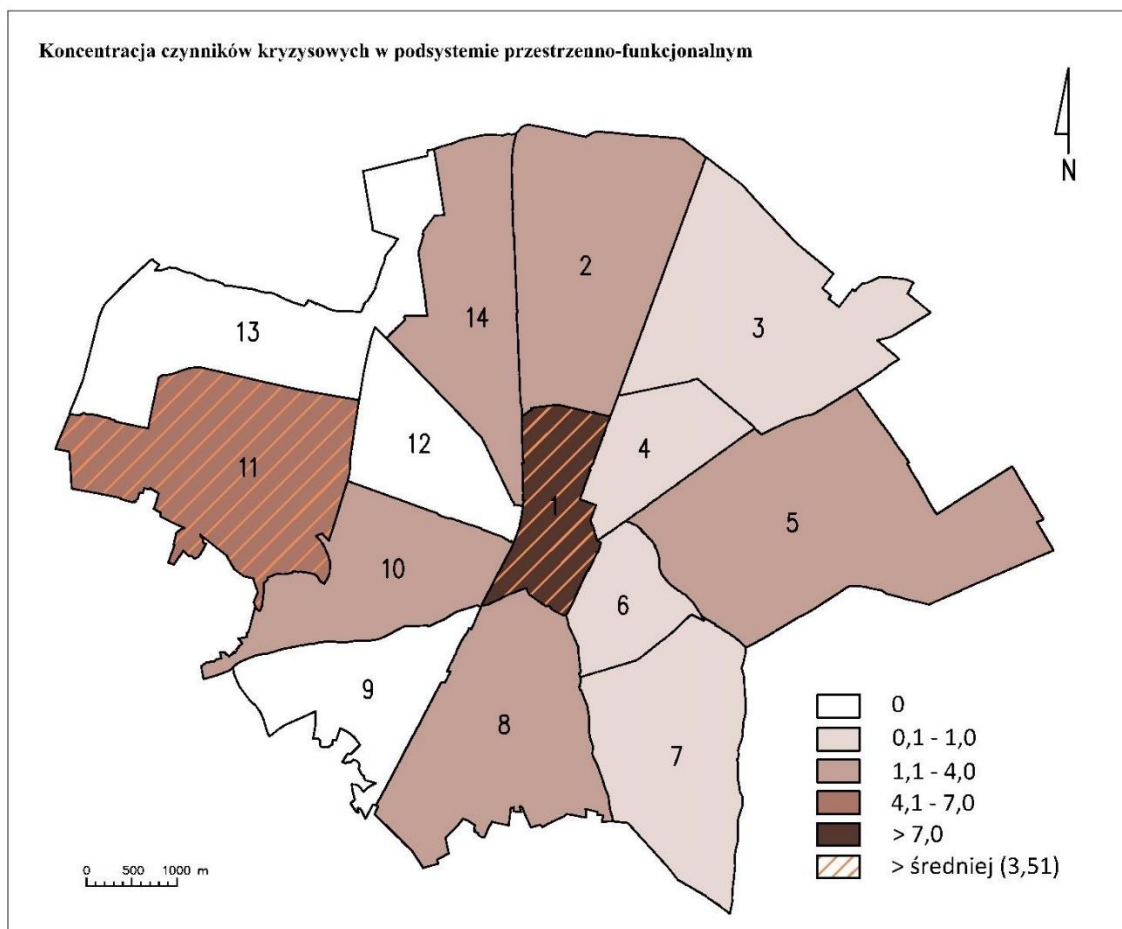 Koncentracja czynników kryzysowych w podsystemie przestrzenno-funkcjonalnym
N
2
14
3
13
12
4
11
1
5
10
6
9
8
7
0
0,1 - 1,0
1,1 - 4,0
4,1 - 7,0
> 7,0
> średniej (3,51)
0 500 1000 m